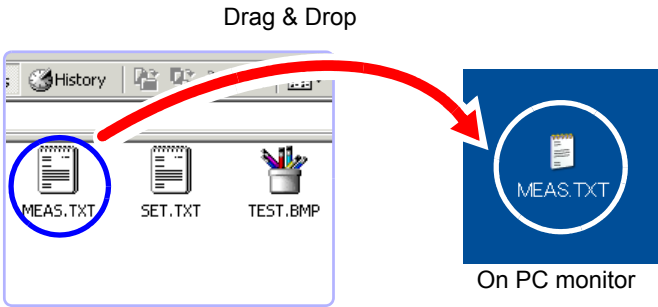 Drag & Drop
s History
MEAS.TXT SET.TXT TEST.BMP
MEAS.TXT
On PC monitor